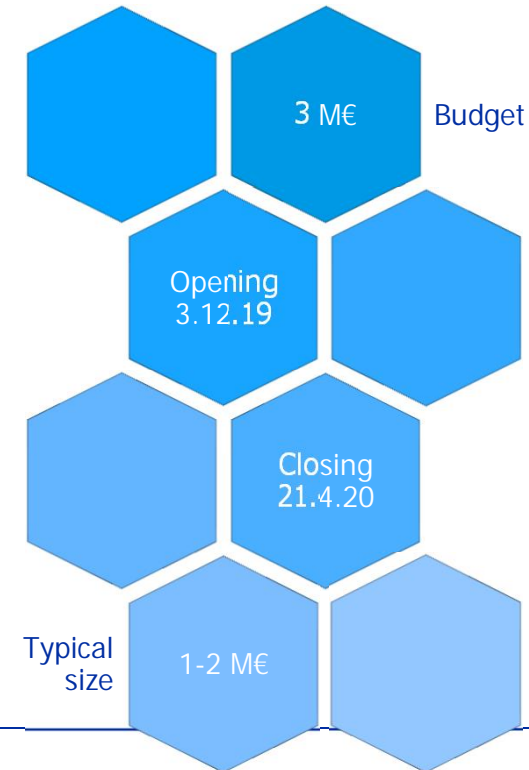 3 M€
Budget
Opening
3.12.19
Closing
21.4.20
Typical
size
1-2 M€